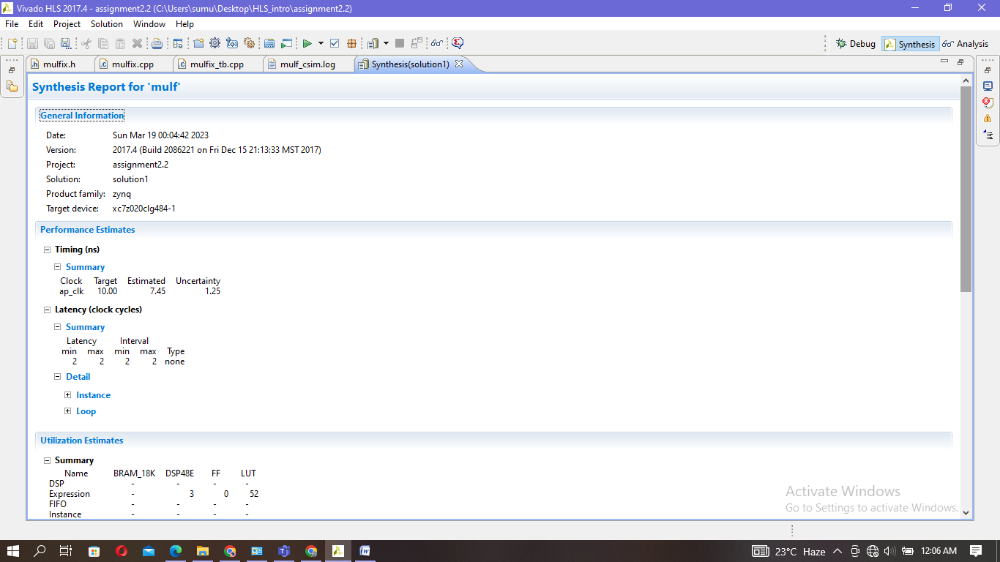 Vivado HLS 2017.4 - assignment2.2 (C:\Users\sumu\Desktop\HLS_intro\assignment2.2)
File Edit Project Solution Window Help
Debug Synthesis Analysis
mulfix.h mulfix.cpp mulfix_tb.cpp mulf_csim.log Synthesis(solution1)
Synthesis Report for 'mulf'
General Information
Date: Sun Mar 19 00:04:42 2023
Version: 2017.4 (Build 2086221 on Fri Dec 15 21:13:33 MST 2017)
Project: assignment2.2
Solution: solution1
Product family: zynq
Target device: xc7z020clg484-1
Performance Estimates
Timing (ns)
Summary
Clock Target Estimated Uncertainty
ap_clk 10.00 7.45 1.25
Latency (clock cycles)
Summary
Latency Interval
min max min max Type
2 2 2 2 none
Detail
Instance
Loop
Utilization Estimates
Summary
Name BRAM_18K DSP48E FF LUT
DSP - - - -
Expression - 3 0 52
FIFO - - - -
Instance - - - -
Activate Windows
Go to Settings to activate Windows.
23°C Haze 12:06 AM